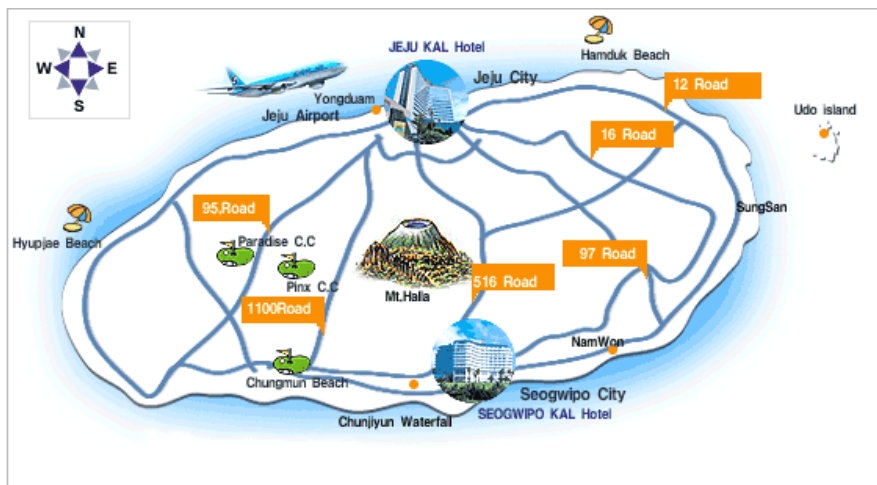 N
W E
S
JEJU KAL Hotel
Hamduk Beach
Jeju City
12 Road
Yongduam
Jeju Airport
Udo island
16 Road
SungSan
95,Road
Hyupjae Beach
Paradise C.C
97 Road
Pinx C.C
Mt,Halla
516 Road
1100Road
NamWon
Chungmun Beach
Seogwipo City
Chunjiyun Waterfall
SEOGWIPO KAL Hotel